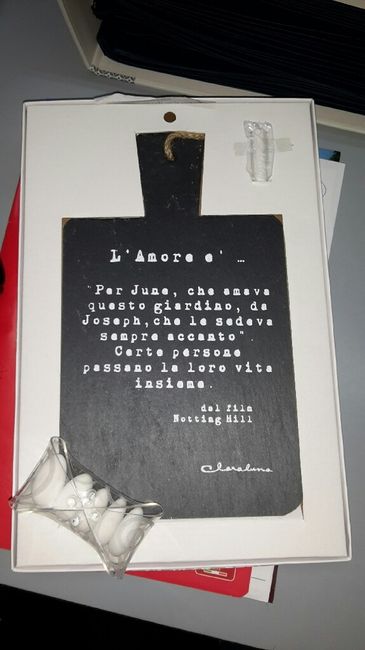 L'Amore e' ...
"Per June, che amava
questo giardino, da
Joseph,che le sedeva
sempre accanto".
Certe persone
passano la loro vita
insieme.
dal film
Notting Hill
Claraluna